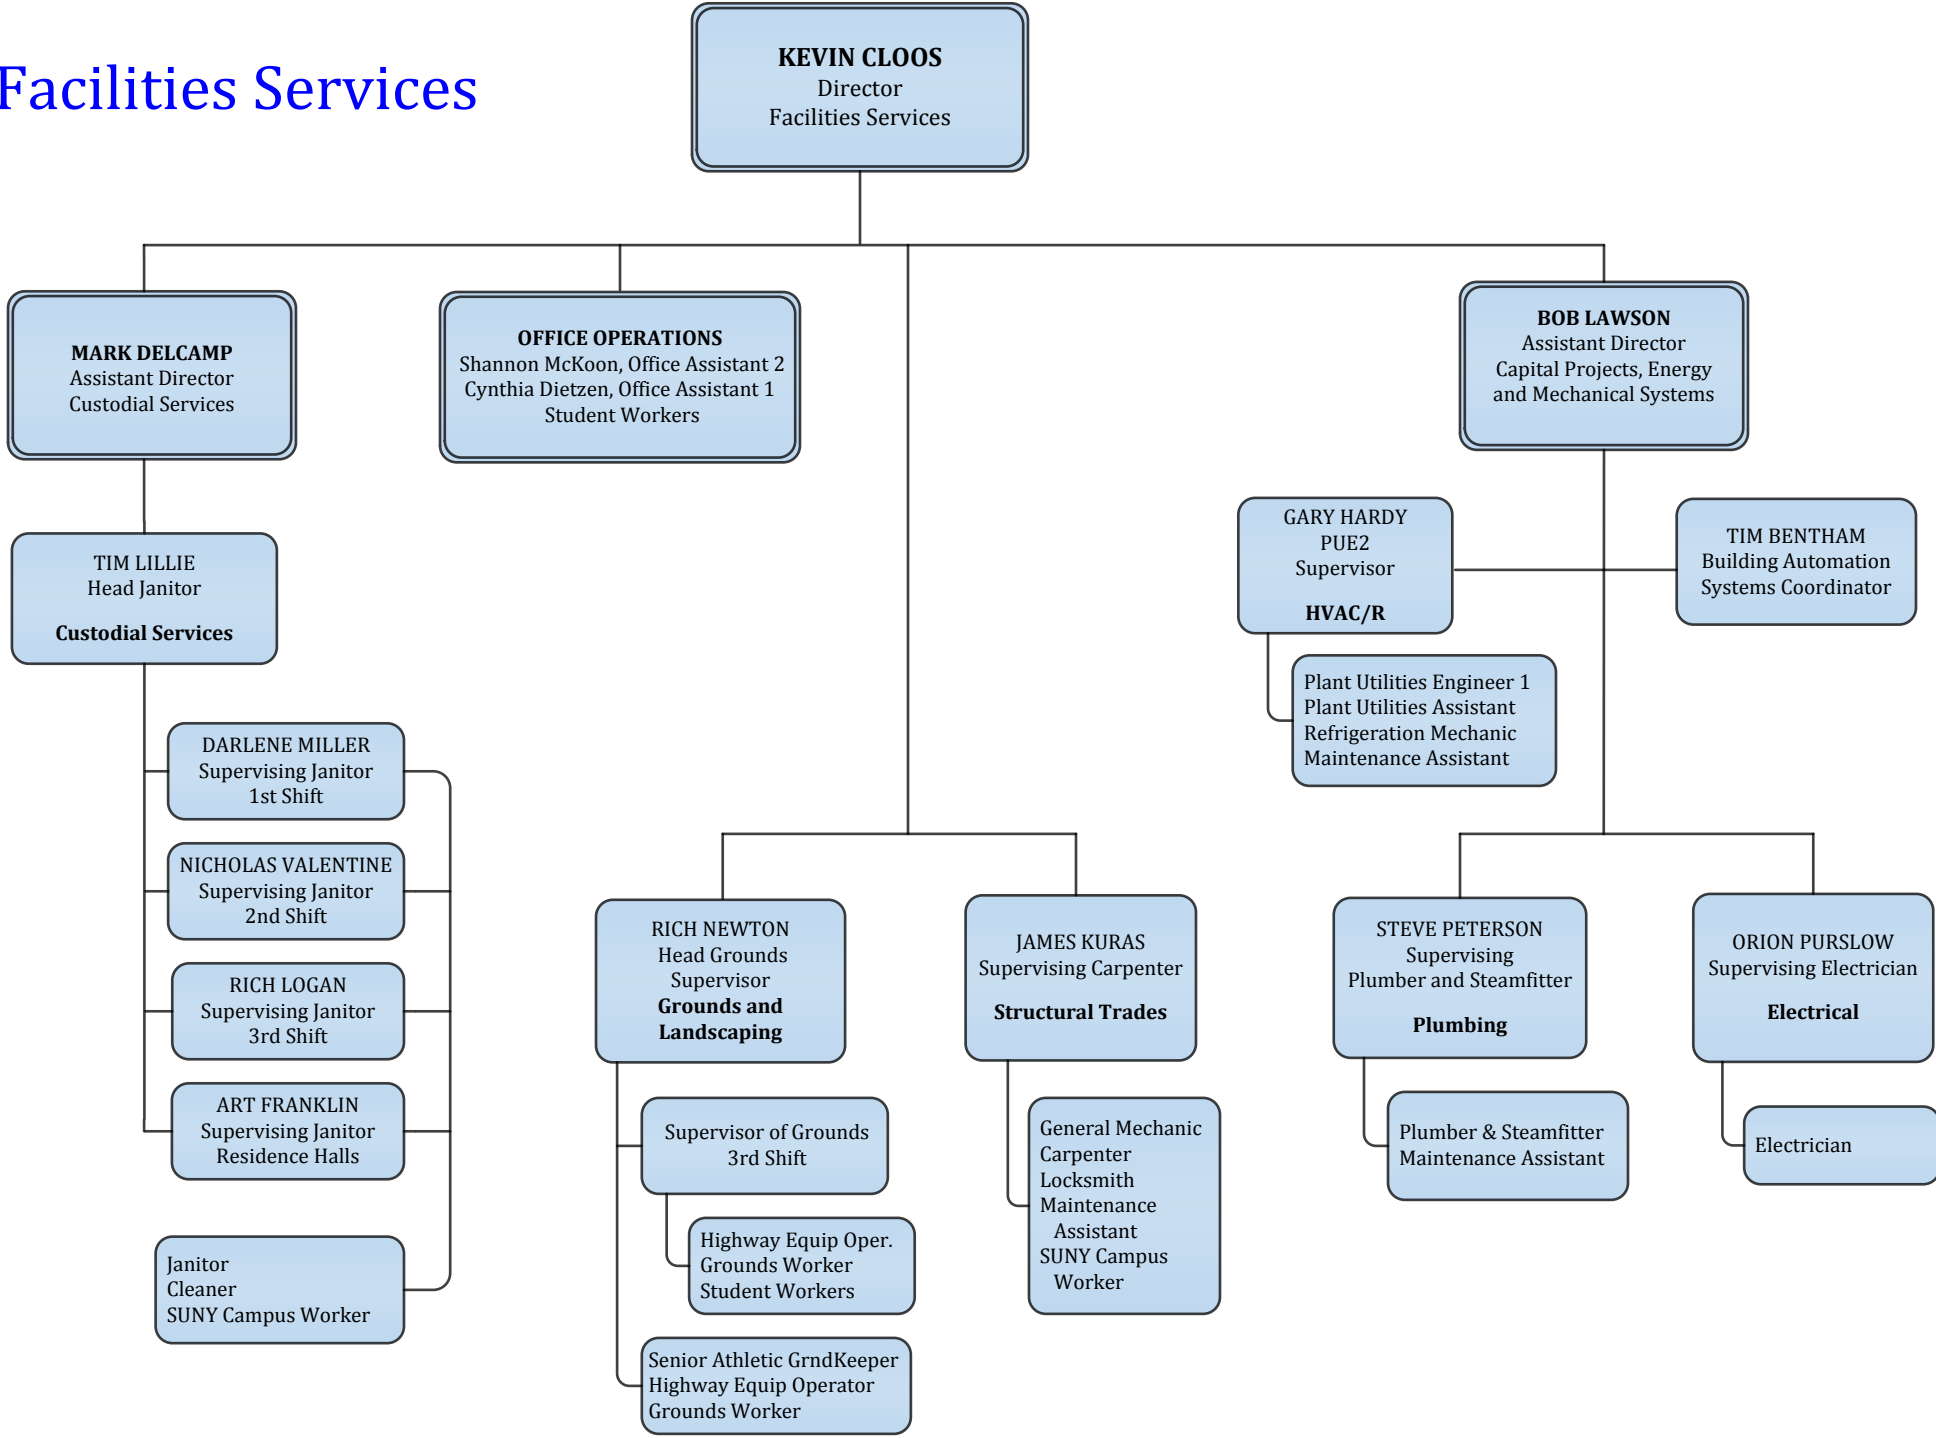 Facilities Services
KEVIN CLOOS
Director
Facilities Services
MARK DELCAMP
Assistant Director
Custodial Services
OFFICE OPERATIONS
Shannon McKoon, Office Assistant 2
Cynthia Dietzen, Office Assistant 1
Student Workers
BOB LAWSON
Assistant Director
Capital Projects, Energy
and Mechanical Systems
TIM LILLIE
Head Janitor
Custodial Services
GARY HARDY
PUE2
Supervisor
HVAC/R
TIM BENTHAM
Building Automation
Systems Coordinator
Plant Utilities Engineer 1
Plant Utilities Assistant
Refrigeration Mechanic
Maintenance Assistant
DARLENE MILLER
Supervising Janitor
1st Shift
NICHOLAS VALENTINE
Supervising Janitor
2nd Shift
RICH LOGAN
Supervising Janitor
3rd Shift
ART FRANKLIN
Supervising Janitor
Residence Halls
Janitor
Cleaner
SUNY Campus Worker
RICH NEWTON
Head Grounds
Supervisor
Grounds and
Landscaping
Supervisor of Grounds
3rd Shift
Highway Equip Oper.
Grounds Worker
Student Workers
Senior Athletic GrndKeeper
Highway Equip Operator
Grounds Worker
JAMES KURAS
Supervising Carpenter
Structural Trades
General Mechanic
Carpenter
Locksmith
Maintenance
Assistant
SUNY Campus
Worker
STEVE PETERSON
Supervising
Plumber and Steamfitter
Plumbing
Plumber & Steamfitter
Maintenance Assistant
ORION PURSLOW
Supervising Electrician
Electrical
Electrician